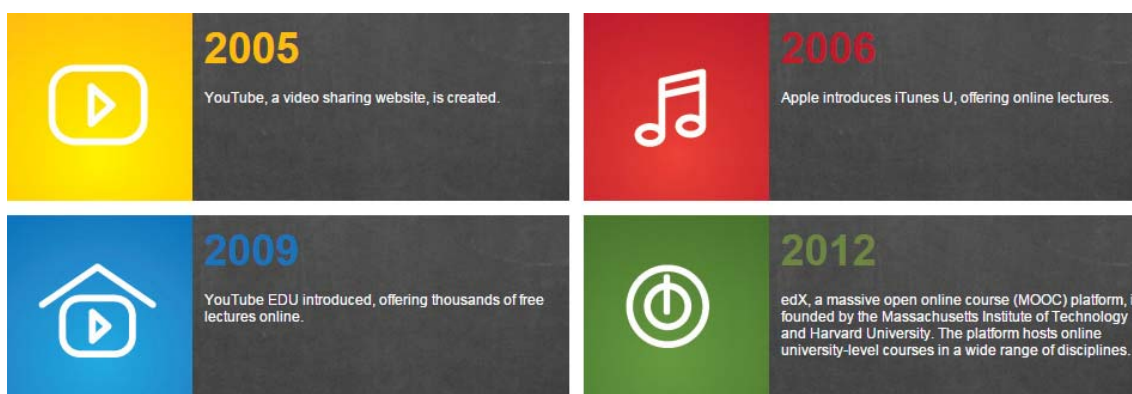 2005
YouTube, a video sharing website, is created.
2006
Apple introduces iTunes U, offering online lectures.
2009
YouTube EDU introduced, offering thousands of free
lectures online.
2012
edX, a massive open online course (MOOC) platform, i
founded by the Massachusetts Institute of Technology
and Harvard University. The platform hosts online
university-level courses in a wide range of disciplines.